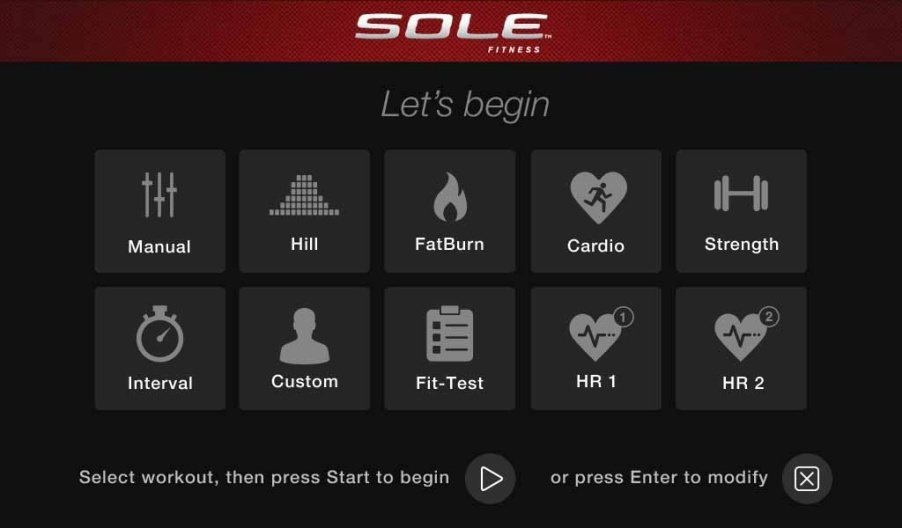 SOLE™
FITNESS
Let's begin
Manual
Hill
FatBurn
Cardio
Strength
Interval
Custom
Fit-Test
1
HR 1
2
HR 2
Select workout, then press Start to begin
or press Enter to modify